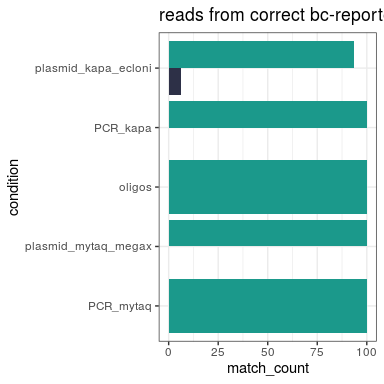 reads from correct bc-report
plasmid_kapa_ecloni
PCR_kapa
oligos
plasmid_mytaq_megax
PCR_mytaq
condition
0 25 50 75 100
match_count